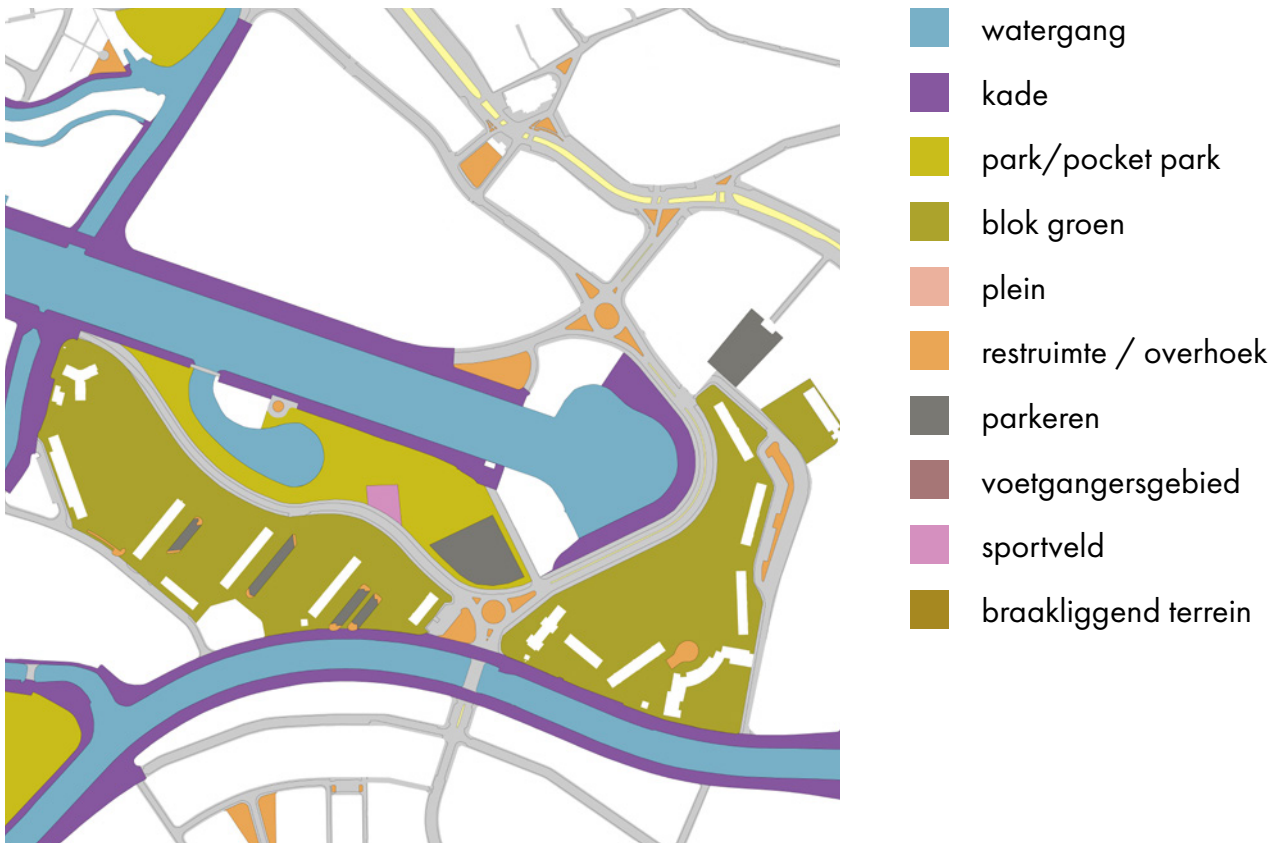 watergang
kade
park/pocket park
blok groen
plein
restruimte / overhoek
parkeren
voetgangersgebied
sportveld
braakliggend terrein